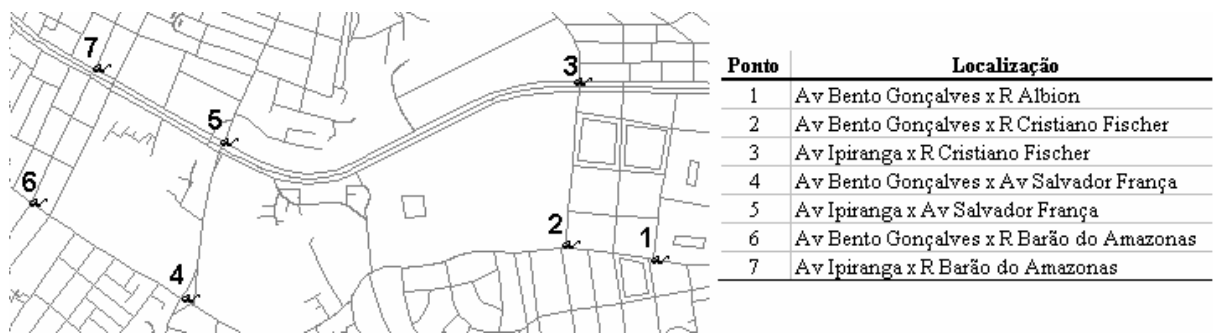 7
3
5
6
2
1
4
Ponto Localização
1 Av Bento Gonçalves x R Albion
2 Av Bento Gonçalves x R Cristiano Fischer
3 Av Ipiranga x R Cristiano Fischer
4 Av Bento Gonçalves x Av Salvador França
5 Av Ipiranga x Av Salvador França
6 Av Bento Gonçalves x R Barão do Amazonas
7 Av Ipiranga x R Barão do Amazonas